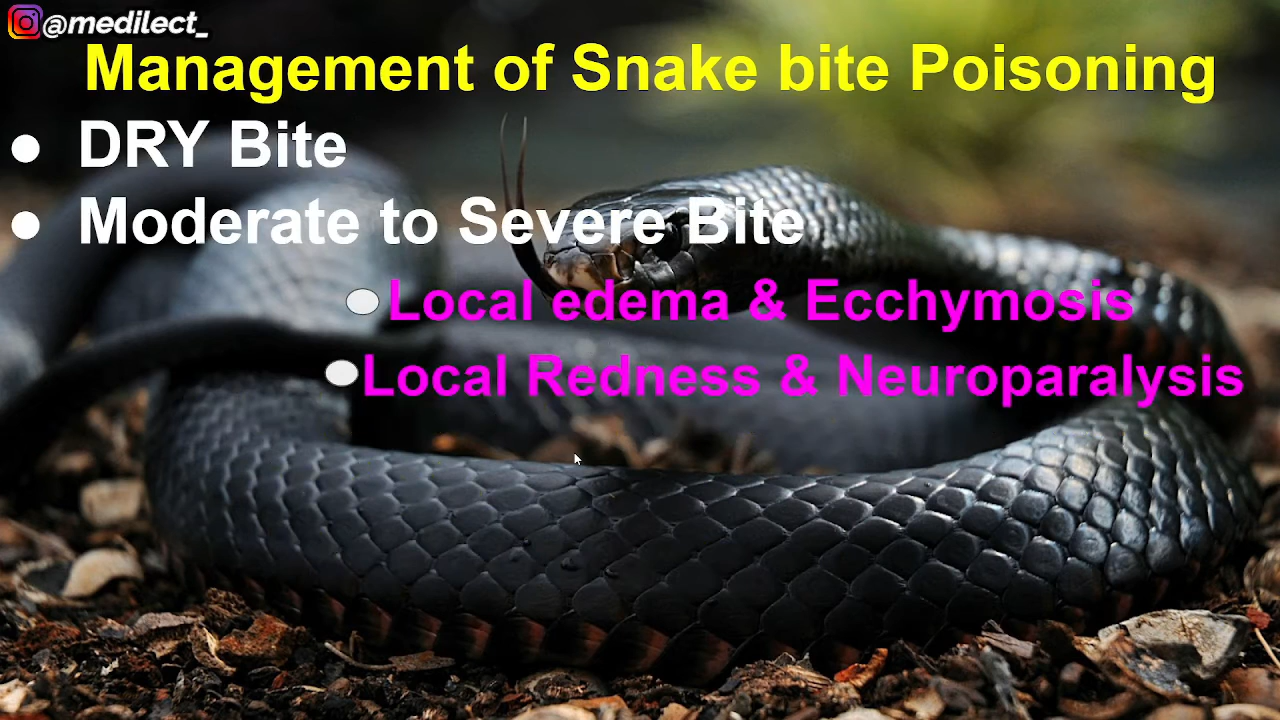 @medilect_
Management of Snake bite Poisoning
● DRY Bite
● Moderate to Severe Bite
Local edema & Ecchymosis
Local Redness & Neuroparalysis